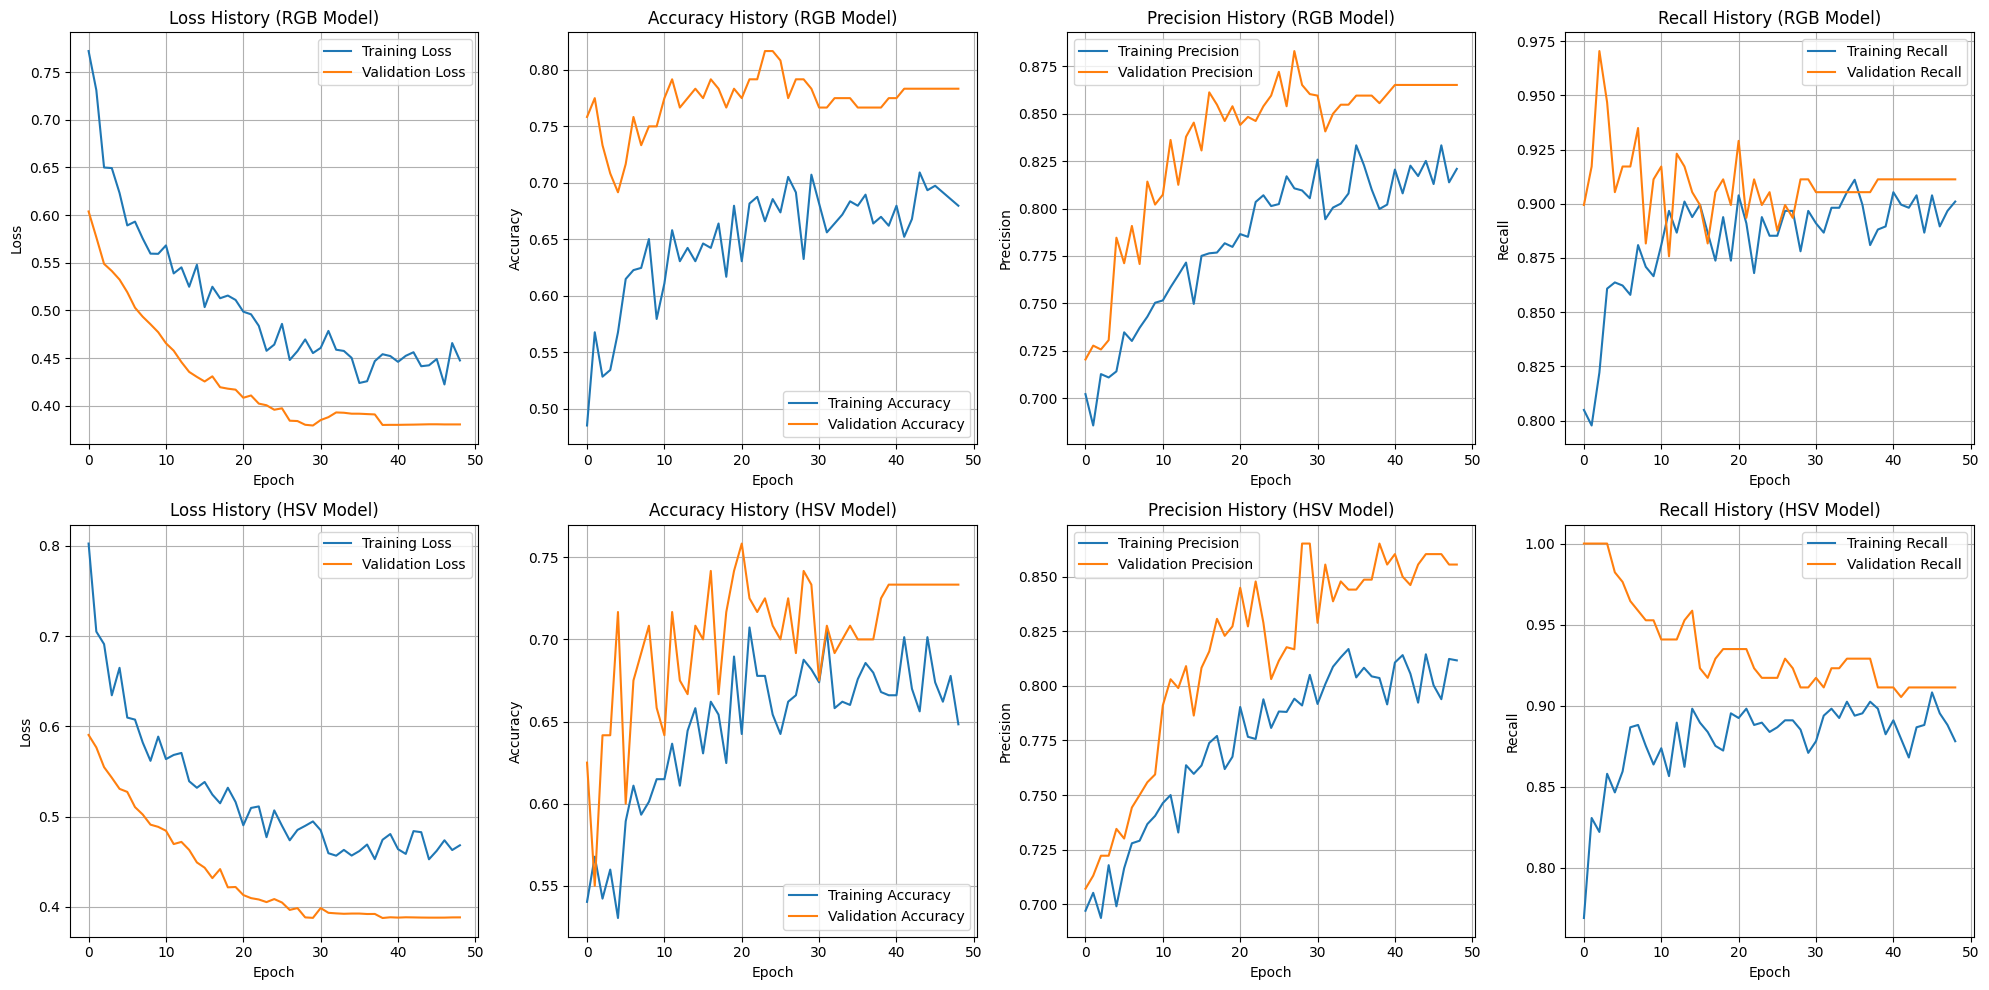 Loss History (RGB Model)
Training Loss
Validation Loss
0.75
0.70
0.65
0.60
0.55
0.50
0.45
0.40
Loss
0 10 20 30 40 50
Epoch
Accuracy History (RGB Model)
0.80
0.75
0.70
0.65
0.60
0.55
0.50
Accuracy
Training Accuracy
Validation Accuracy
0 10 20 30 40 50
Epoch
Precision History (RGB Model)
Training Precision
Validation Precision
0.875
0.850
0.825
0.800
0.775
0.750
0.725
0.700
Precision
0 10 20 30 40 50
Epoch
Recall History (RGB Model)
Training Recall
Validation Recall
0.975
0.950
0.925
0.900
0.875
0.850
0.825
0.800
Recall
0 10 20 30 40 50
Epoch
Loss History (HSV Model)
Training Loss
Validation Loss
0.8
0.7
0.6
0.5
0.4
Loss
0 10 20 30 40 50
Epoch
Accuracy History (HSV Model)
0.75
0.70
0.65
0.60
0.55
Accuracy
Training Accuracy
Validation Accuracy
0 10 20 30 40 50
Epoch
Precision History (HSV Model)
Training Precision
Validation Precision
0.850
0.825
0.800
0.775
0.750
0.725
0.700
Precision
0 10 20 30 40 50
Epoch
Recall History (HSV Model)
Training Recall
Validation Recall
1.00
0.95
0.90
0.85
0.80
Recall
0 10 20 30 40 50
Epoch